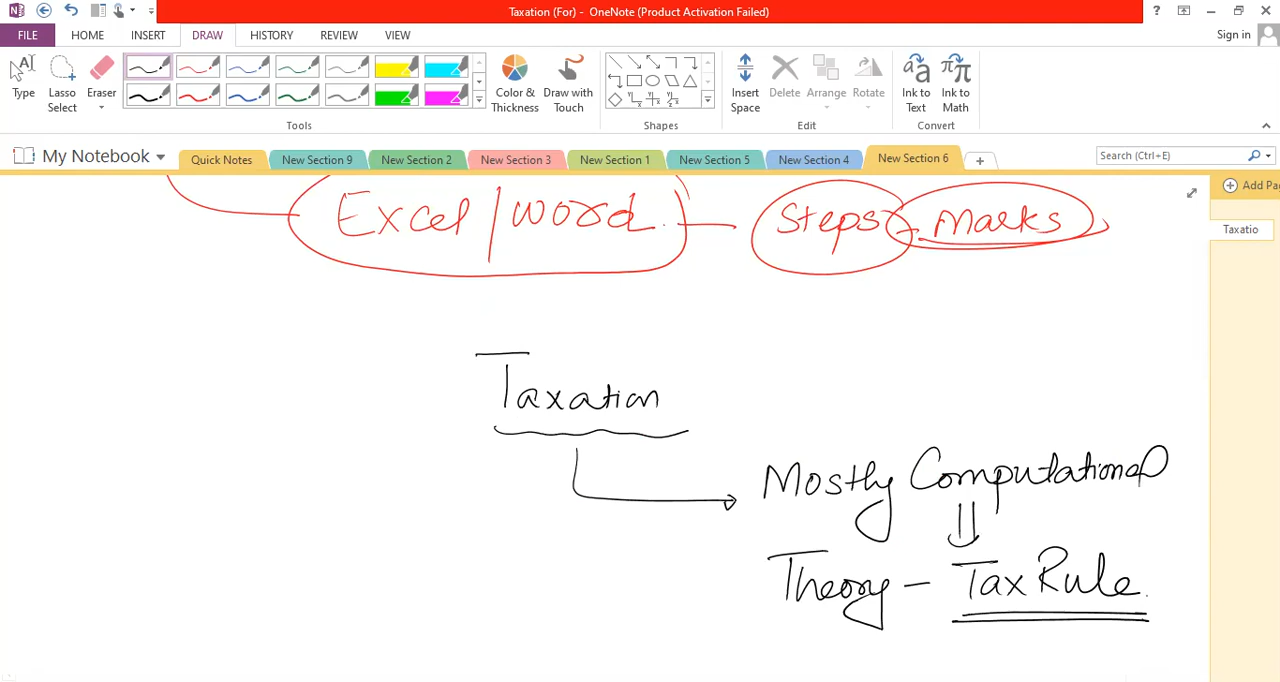 Taxation (For) - OneNote (Product Activation Failed)
FILE HOME INSERT DRAW HISTORY REVIEW VIEW Sign in
Type Lasso Select Eraser Color & Thickness Draw with Touch Insert Space Delete Arrange Rotate Ink to Text Ink to Math
Tools Shapes Edit Convert
My Notebook Quick Notes New Section 9 New Section 2 New Section 3 New Section 1 New Section 5 New Section 4 New Section 6 Search (Ctrl+E)
Add Pag
Taxatio
Excel | Word - Steps - Marks
Taxation
Mostly Computational
Theory - Tax Rule